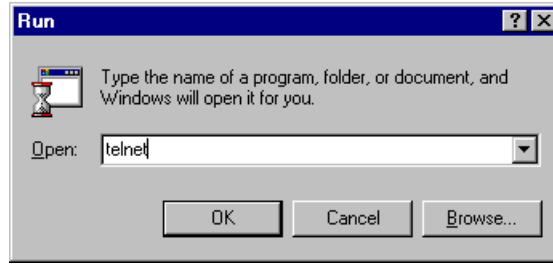 Run
Type the name of a program, folder, or document, and
Windows will open it for you.
Open:
telnet
OK
Cancel
Browse...